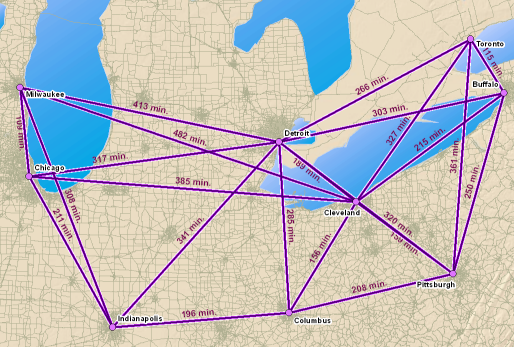 Toronto
115 min.
Buffalo
266 min.
Milwaukee
413 min.
303 min.
109 min.
482 min.
Detroit
327 min.
215 min.
317 min.
189 min.
361 min.
250 min.
Chicago
385 min.
308 min.
211 min.
Cleveland
320 min.
341 min.
285 min.
156 min.
208 min.
Pittsburgh
196 min.
Indianapolis
Columbus